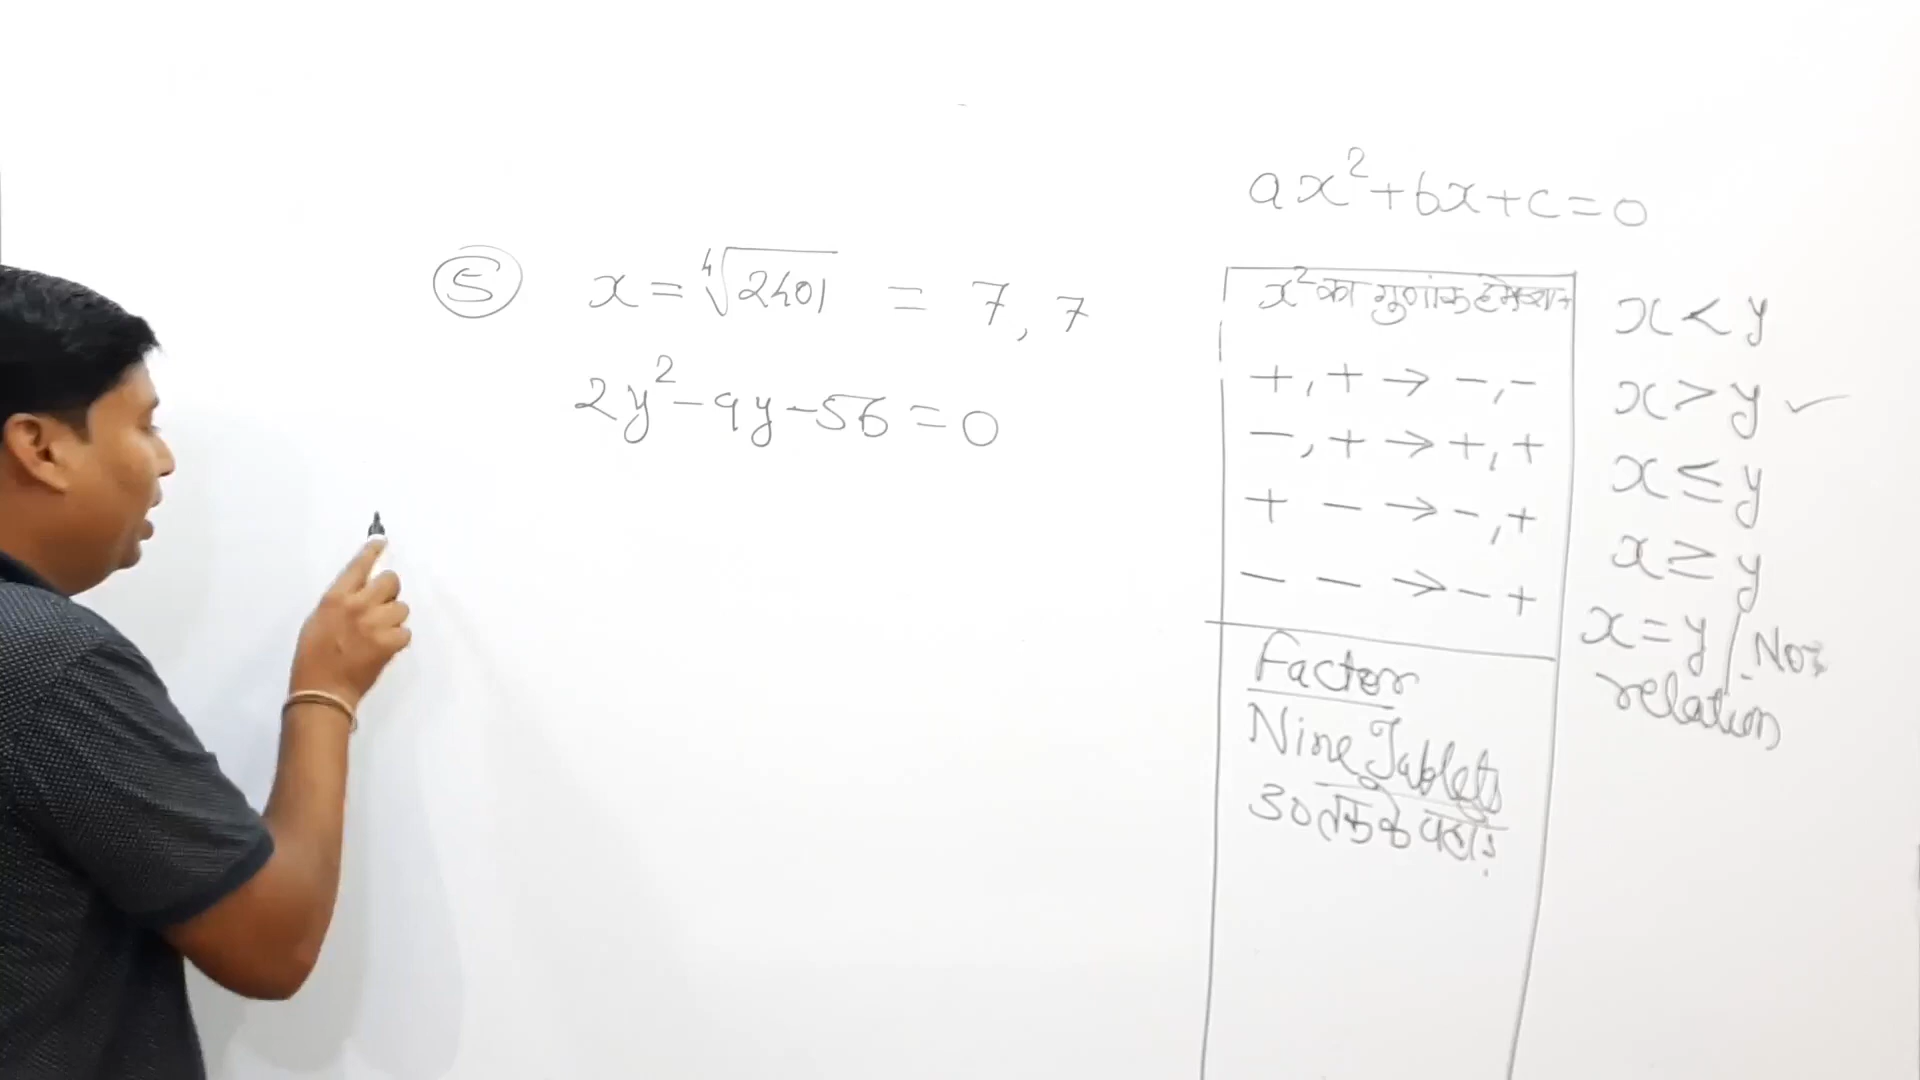 ⑤ x = ∜2401 = 7, 7
2y² - 9y - 56 = 0
ax² + bx + c = 0
x² का गुणांक हमेशा +
+, + → -, -
-, + → +, +
+ - → -, +
- - → - +
Factor
Nine Tablets
30 तक के पहाड़े
x < y
x > y ✓
x ≤ y
x ≥ y
x = y / No
relation